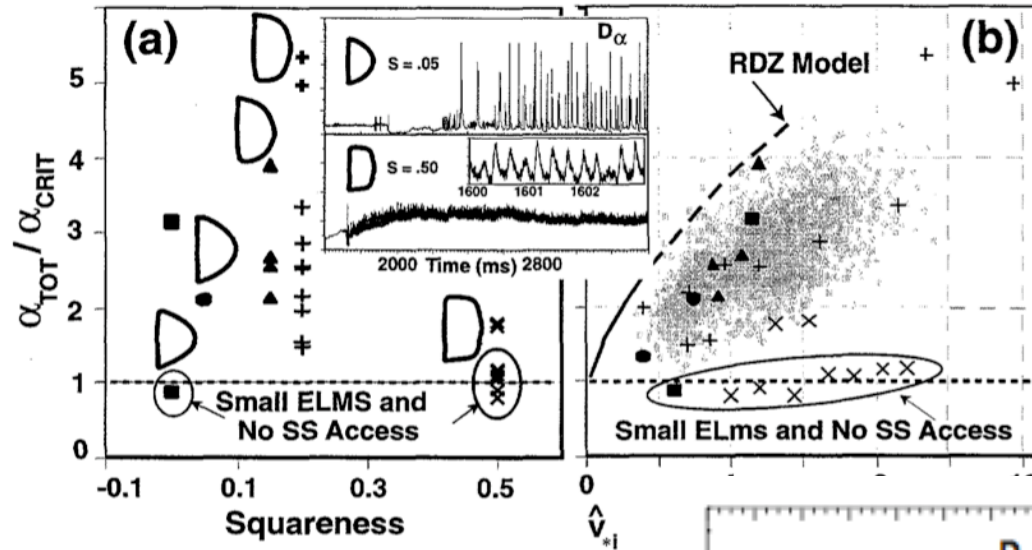 (a)
S = .05
Dα
S = .50
1600 1601 1602
2000 Time (ms) 2800
αTOT / αCRIT
5
4
3
2
1
0
Small ELMS and
No SS Access
-0.1 0.1 0.3 0.5
Squareness
(b)
RDZ Model
Small ELms and No SS Access
0
v̂*i